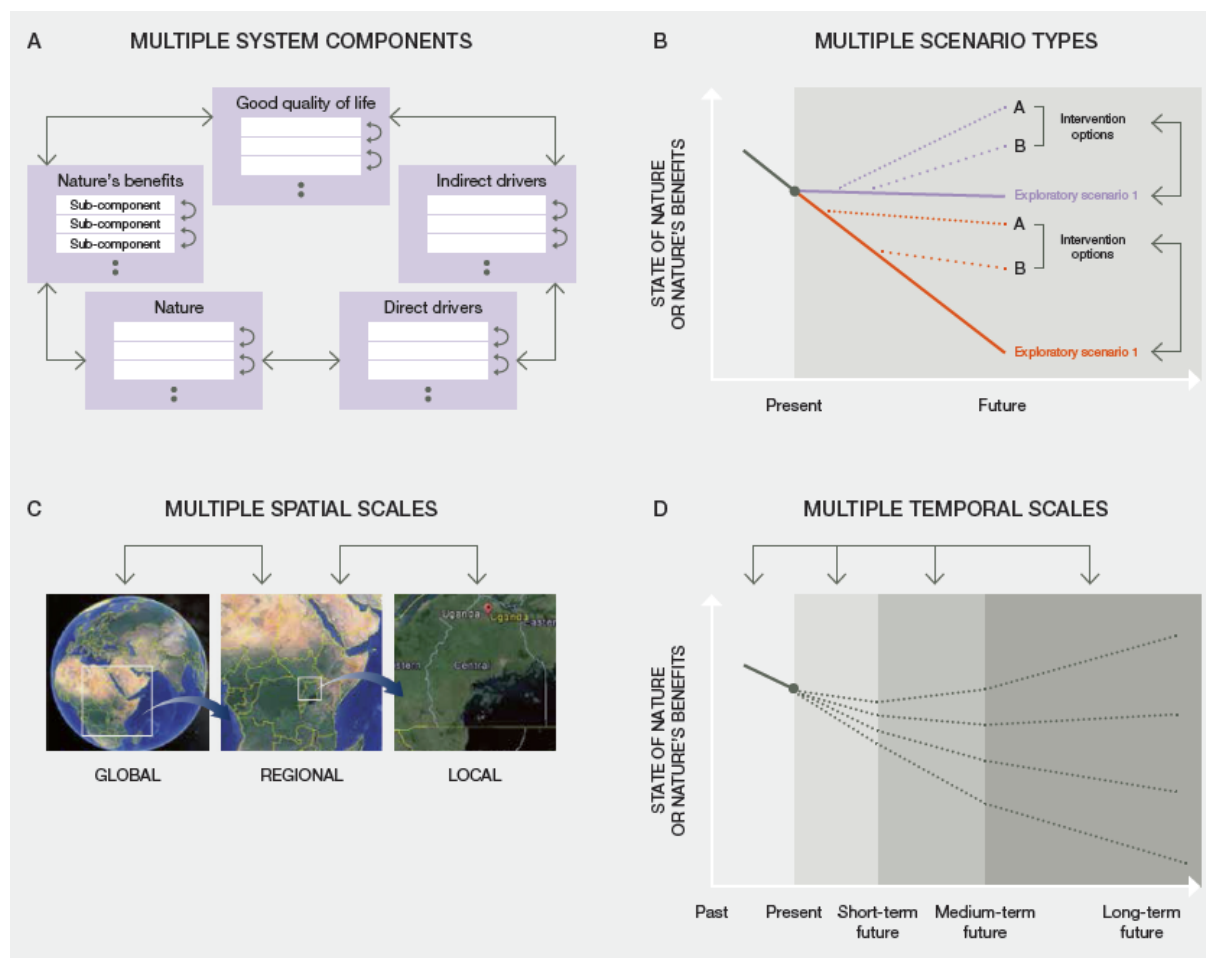 A
MULTIPLE SYSTEM COMPONENTS
Good quality of life
Nature's benefits
Sub-component
Sub-component
Sub-component
Indirect drivers
Nature
Direct drivers
B
MULTIPLE SCENARIO TYPES
STATE OF NATURE
OR NATURE'S BENEFITS
A
B
Intervention
options
Exploratory scenario 1
A
B
Intervention
options
Exploratory scenario 1
Present
Future
C
MULTIPLE SPATIAL SCALES
Uganda
Uganda
Easter
stern
Central
GLOBAL
REGIONAL
LOCAL
D
MULTIPLE TEMPORAL SCALES
STATE OF NATURE
OR NATURE'S BENEFITS
Past
Present
Short-term
future
Medium-term
future
Long-term
future